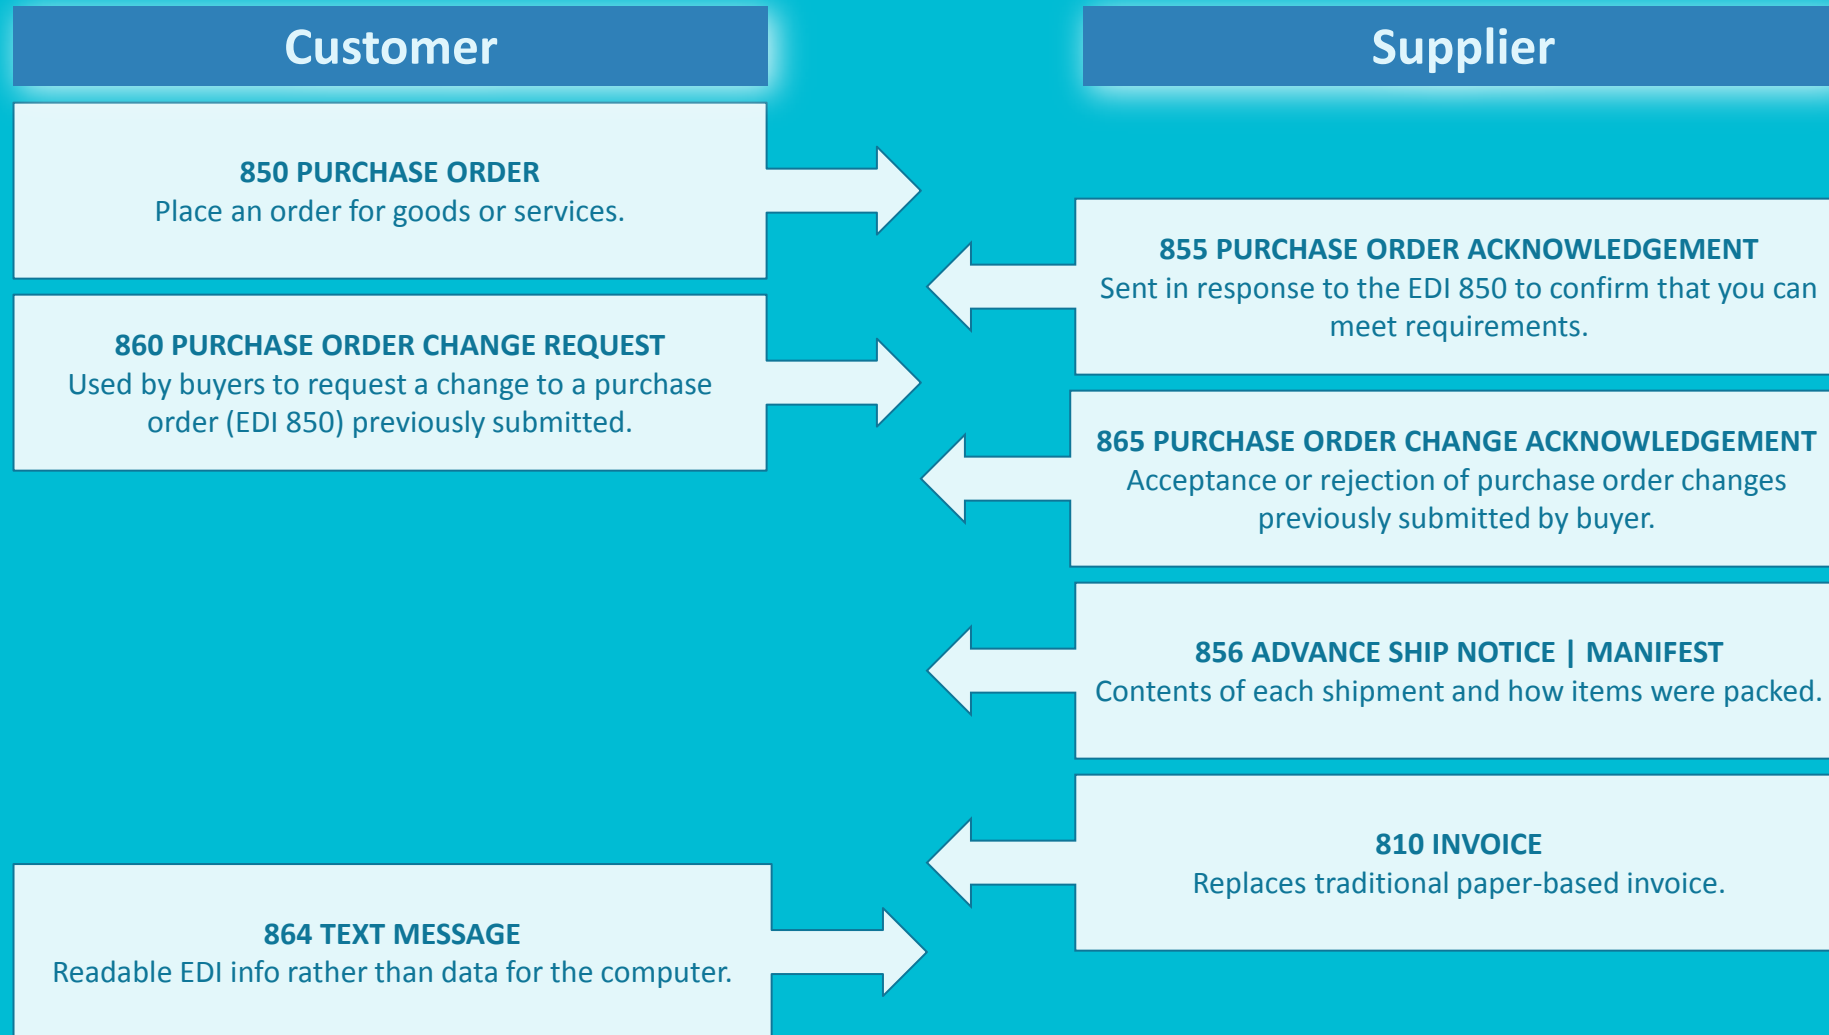 Customer
Supplier
850 PURCHASE ORDER
Place an order for goods or services.
855 PURCHASE ORDER ACKNOWLEDGEMENT
Sent in response to the EDI 850 to confirm that you can
meet requirements.
860 PURCHASE ORDER CHANGE REQUEST
Used by buyers to request a change to a purchase
order (EDI 850) previously submitted.
865 PURCHASE ORDER CHANGE ACKNOWLEDGEMENT
Acceptance or rejection of purchase order changes
previously submitted by buyer.
856 ADVANCE SHIP NOTICE | MANIFEST
Contents of each shipment and how items were packed.
810 INVOICE
Replaces traditional paper-based invoice.
864 TEXT MESSAGE
Readable EDI info rather than data for the computer.